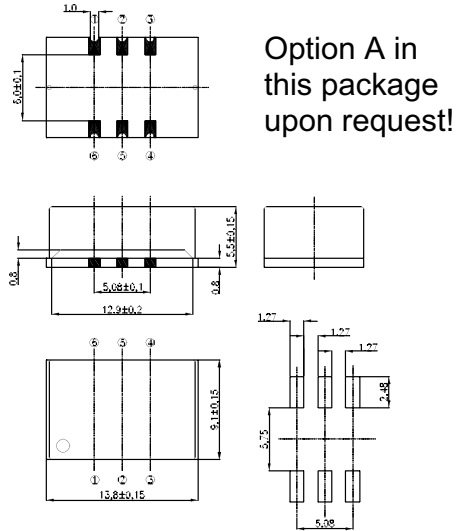 1.0
① ② ③
6,0±0,1
⑥ ⑤ ④
Option A in
this package
upon request!
0.8
5,08±0,1
12,9±0,2
5,5±0,15
0.8
⑥ ⑤ ④
9,1±0,15
① ② ③
13,8±0,15
1,27
1.27
1.27
2,48
5,75
5,08